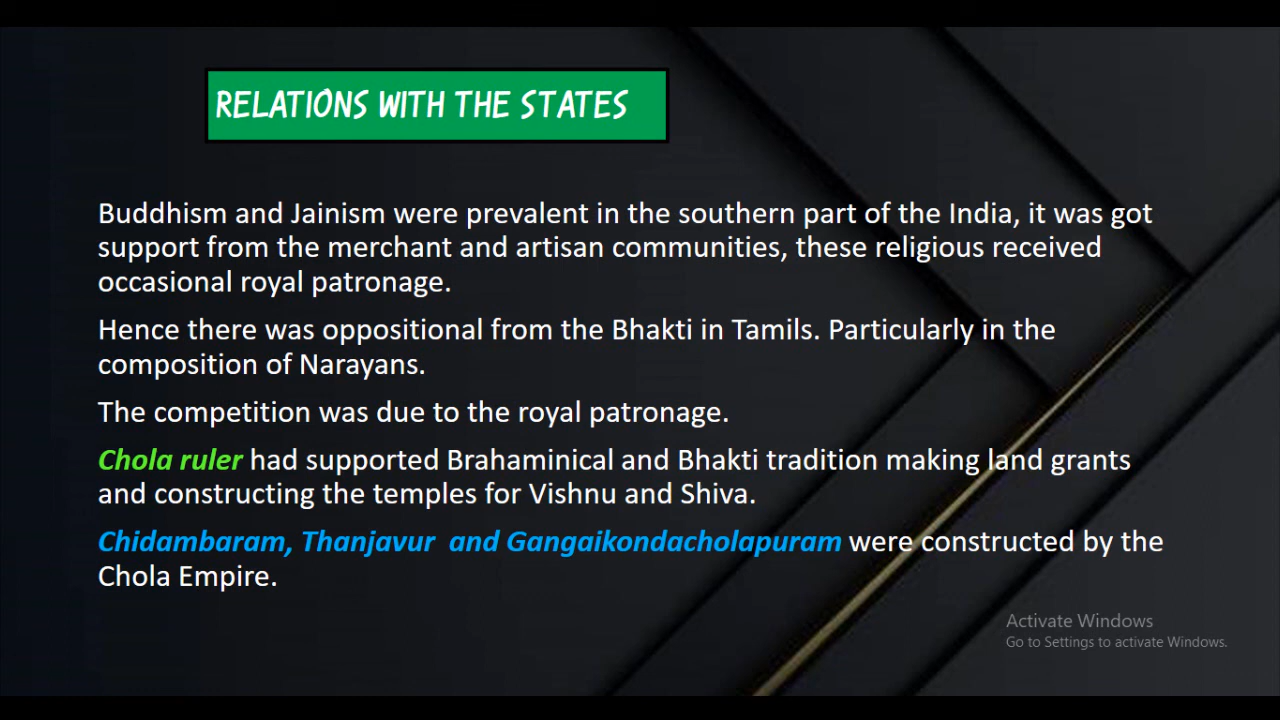 RELATIONS WITH THE STATES
Buddhism and Jainism were prevalent in the southern part of the India, it was got
support from the merchant and artisan communities, these religious received
occasional royal patronage.
Hence there was oppositional from the Bhakti in Tamils. Particularly in the
composition of Narayans.
The competition was due to the royal patronage.
Chola ruler had supported Brahaminical and Bhakti tradition making land grants
and constructing the temples for Vishnu and Shiva.
Chidambaram, Thanjavur and Gangaikondacholapuram were constructed by the
Chola Empire.
Activate Windows
Go to Settings to activate Windows.